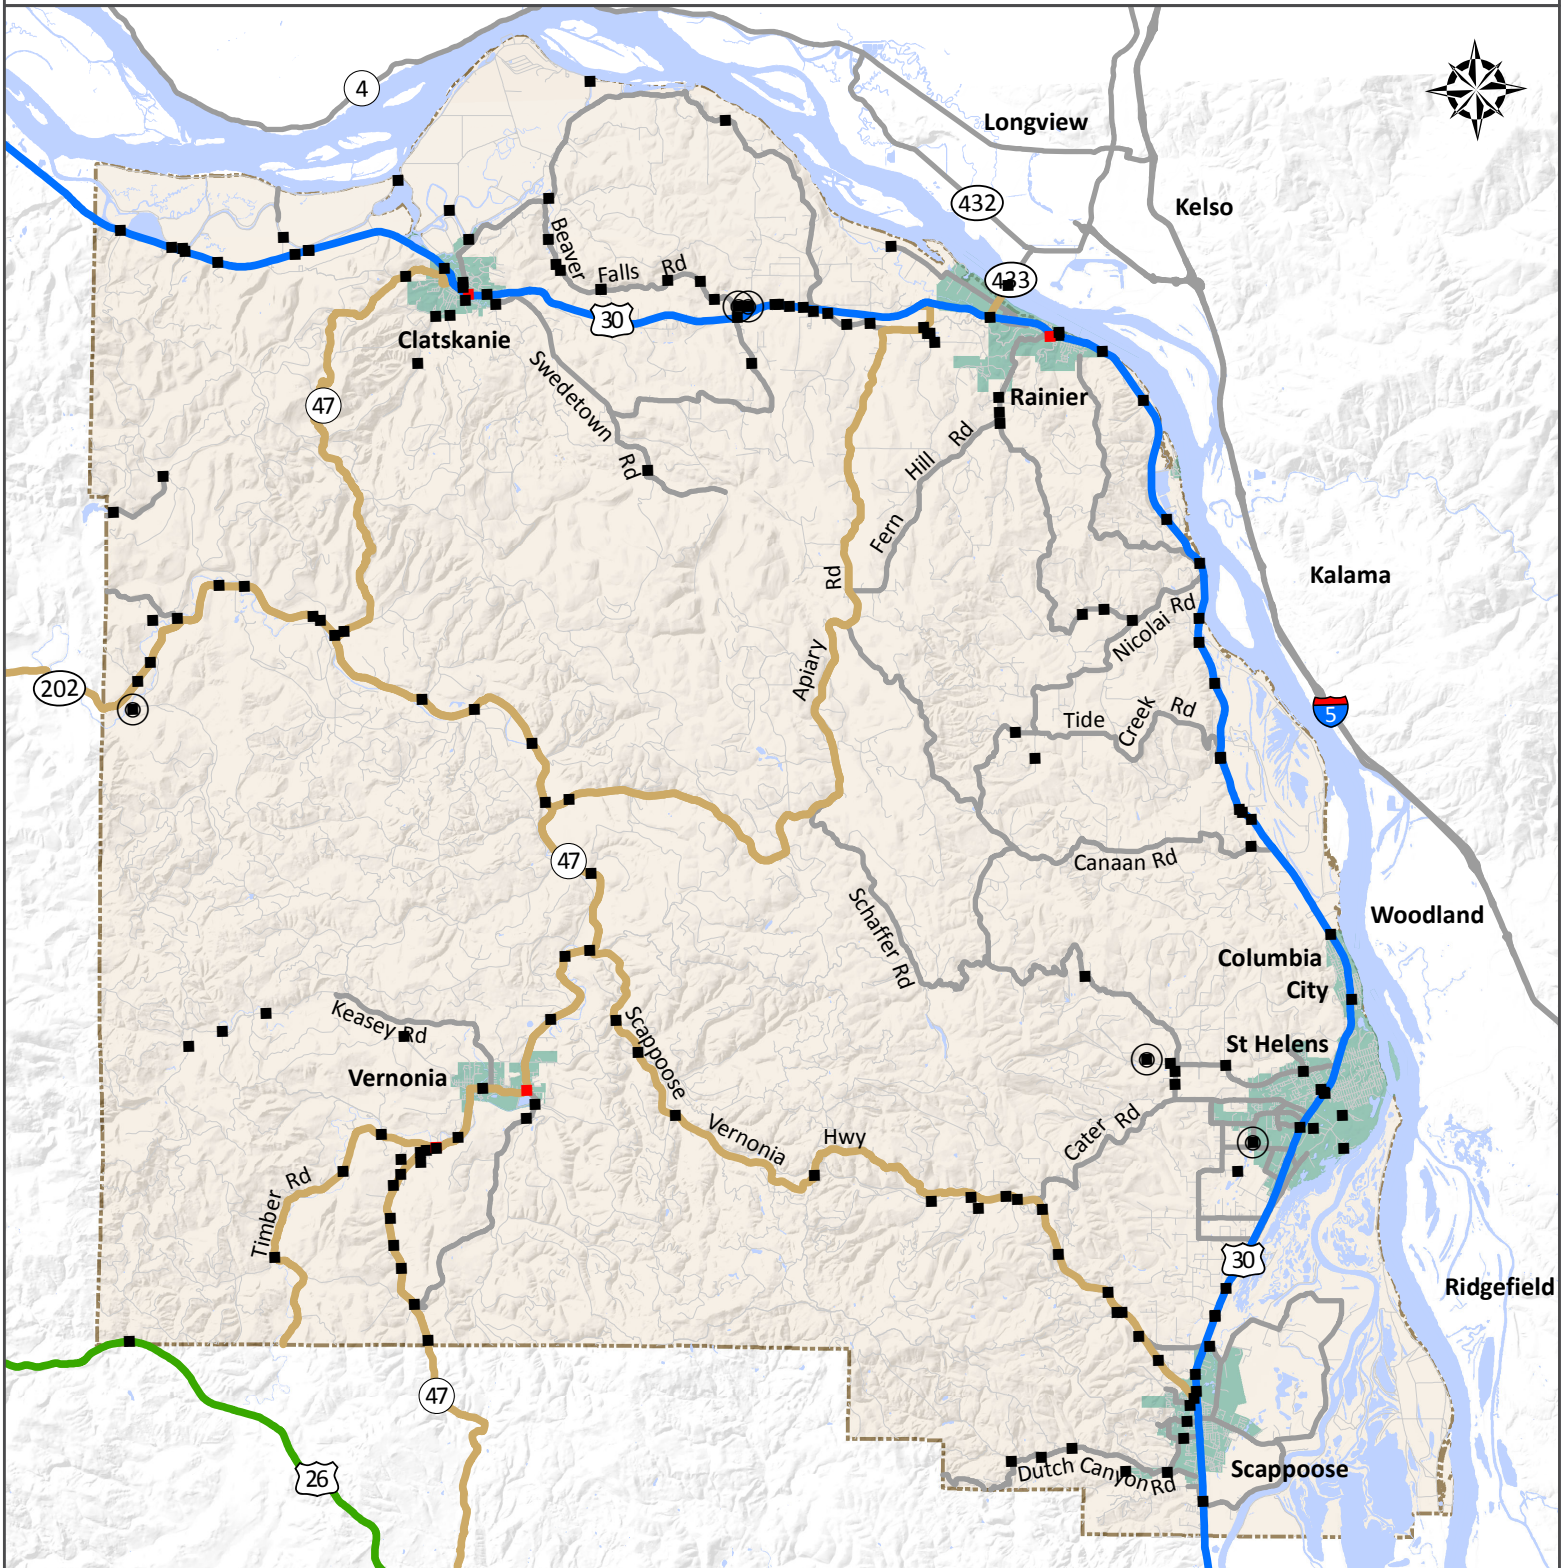 4
Longview
432
Kelso
433
Beaver
Falls Rd
30
Clatskanie
Swedetown
Rd
47
Rainier
Fern Hill Rd
Kalama
Apiary Rd
Nicolai Rd
202
Tide Creek Rd
5
47
Canaan Rd
Schaffer Rd
Woodland
Columbia
City
Keasey Rd
Scappoose
Vernonia
Hwy
St Helens
Vernonia
Cater Rd
Timber Rd
30
Ridgefield
47
26
Dutch Canyon Rd
Scappoose